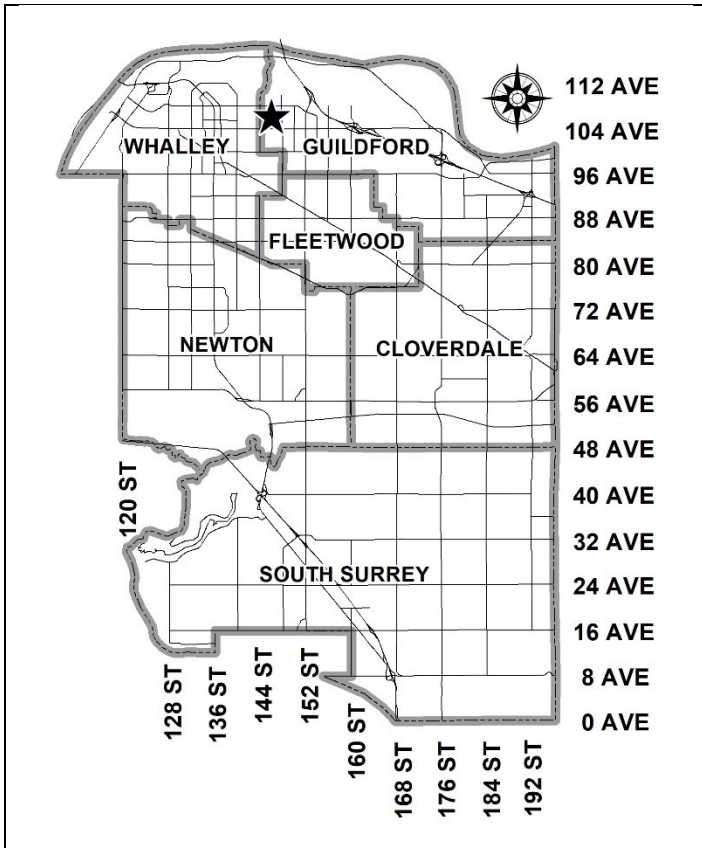 112 AVE
104 AVE
WHALLEY
GUILDFORD
96 AVE
88 AVE
FLEETWOOD
80 AVE
72 AVE
NEWTON
CLOVERDALE
64 AVE
56 AVE
48 AVE
120 ST
40 AVE
32 AVE
SOUTH SURREY
24 AVE
16 AVE
8 AVE
0 AVE
128 ST
136 ST
144 ST
152 ST
160 ST
168 ST
176 ST
184 ST
192 ST